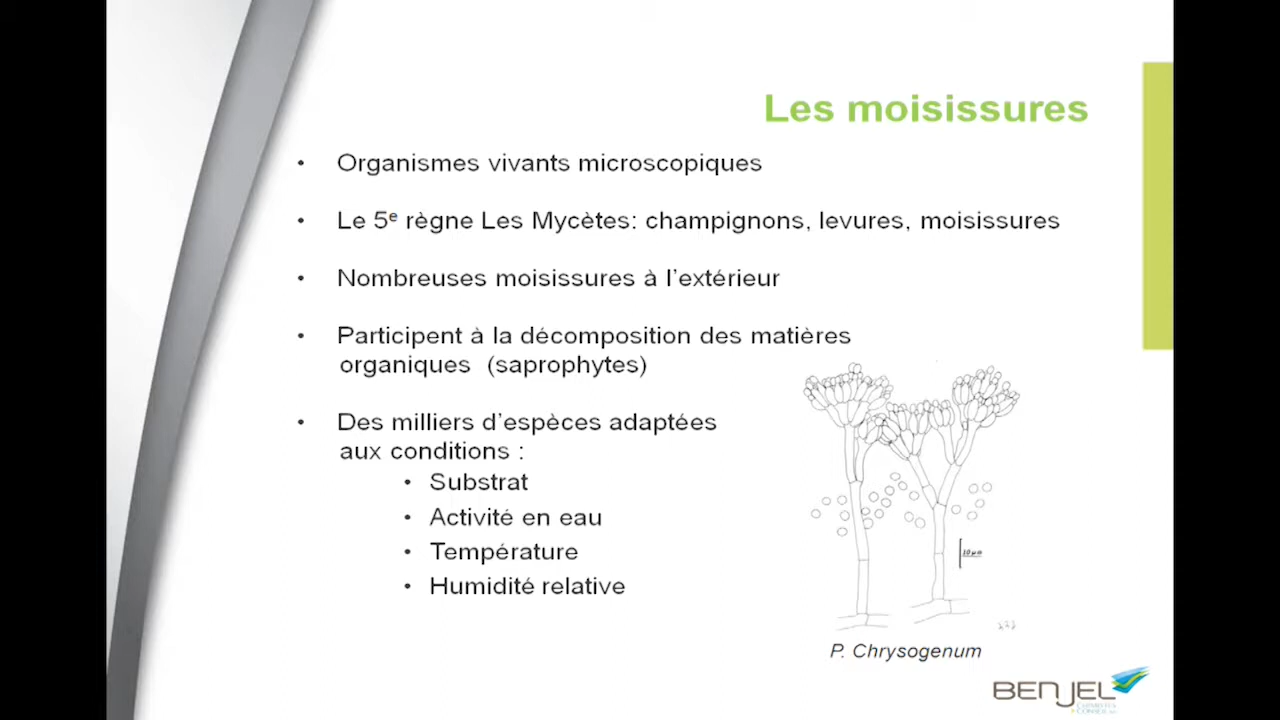 Les moisissures
• Organismes vivants microscopiques
• Le 5e règne Les Mycètes: champignons, levures, moisissures
• Nombreuses moisissures à l'extérieur
• Participent à la décomposition des matières
organiques (saprophytes)
• Des milliers d'espèces adaptées
aux conditions :
• Substrat
• Activité en eau
• Température
• Humidité relative
10 µm
P. Chrysogenum
BENJEL